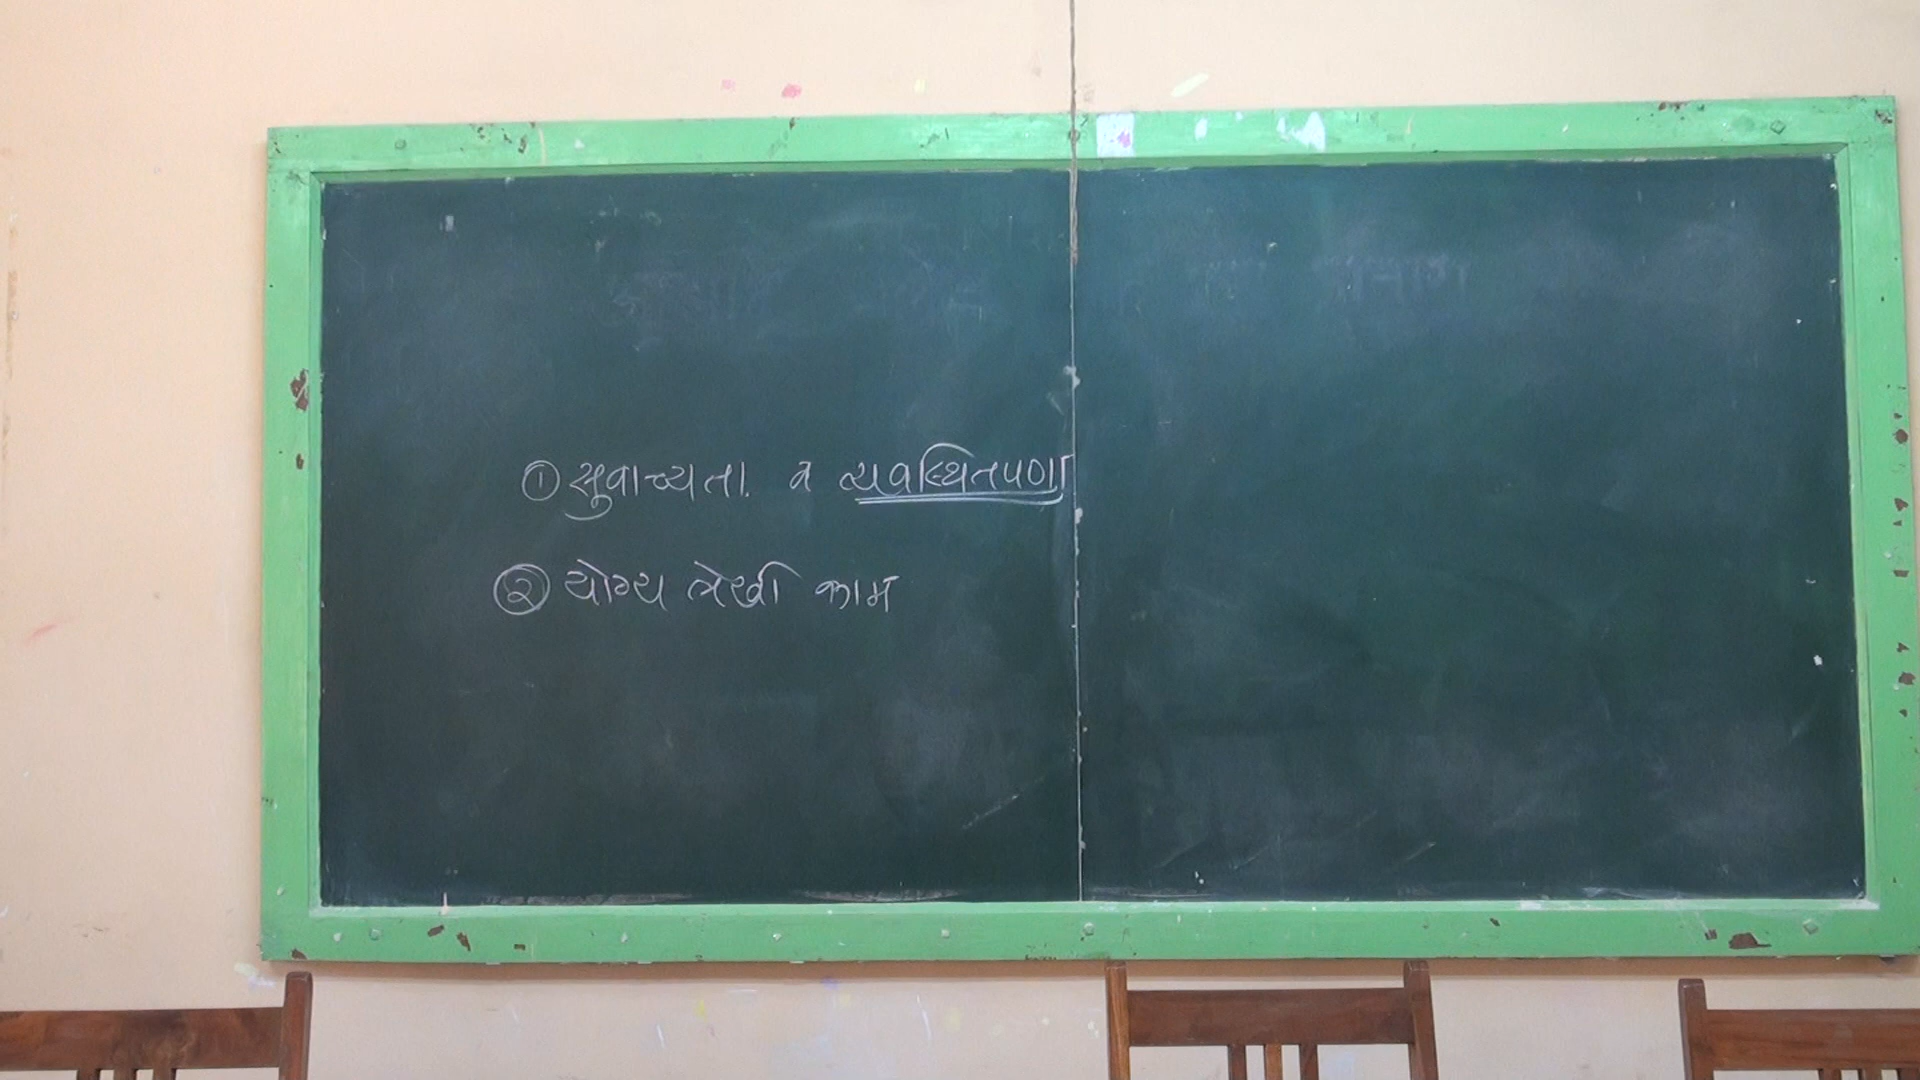 ① सुवाच्यता. व व्यवस्थितपणा
② योग्य लेखी काम